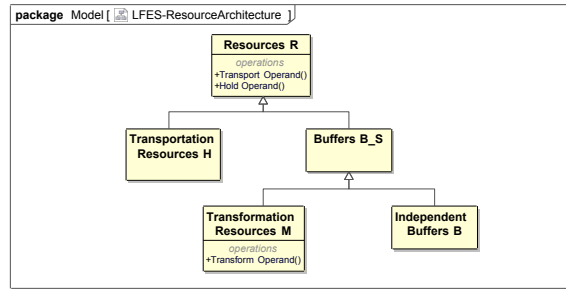 package Model [ LFES-ResourceArchitecture ]
Resources R
operations
+Transport Operand()
+Hold Operand()
Transportation
Resources H
Buffers B_S
Transformation
Resources M
operations
+Transform Operand()
Independent
Buffers B